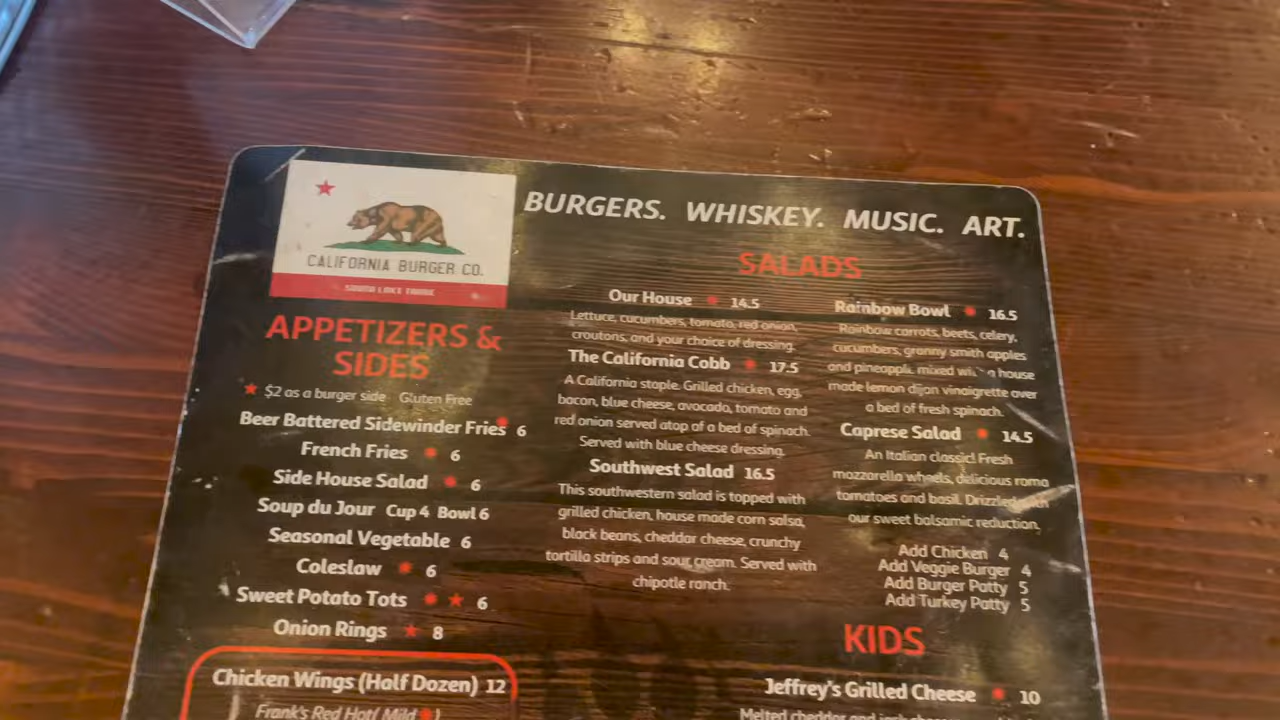 CALIFORNIA BURGER CO.
SOUTH LAKE TAHOE
BURGERS. WHISKEY. MUSIC. ART.
APPETIZERS &
SIDES
$2 as a burger side Gluten Free
Beer Battered Sidewinder Fries 6
French Fries 6
Side House Salad 6
Soup du Jour Cup 4 Bowl 6
Seasonal Vegetable 6
Coleslaw 6
Sweet Potato Tots 6
Onion Rings 8
Chicken Wings (Half Dozen) 12
Frank's Red Hot( Mild )
SALADS
Our House 14.5
Lettuce, cucumbers, tomato, red onion,
croutons, and your choice of dressing.
The California Cobb 17.5
A California staple. Grilled chicken, egg,
bacon, blue cheese, avocado, tomato and
red onion served atop of a bed of spinach.
Served with blue cheese dressing.
Southwest Salad 16.5
This southwestern salad is topped with
grilled chicken, house made corn salsa,
black beans, cheddar cheese, crunchy
tortilla strips and sour cream. Served with
chipotle ranch.
Rainbow Bowl 16.5
Rainbow carrots, beets, celery,
cucumbers, granny smith apples
and pineapple, mixed a house
made lemon dijon vinaigrette over
a bed of fresh spinach.
Caprese Salad 14.5
An Italian classic! Fresh
mozzarella wheels, delicious roma
tomatoes and basil. Drizzled with
our sweet balsamic reduction.
Add Chicken 4
Add Veggie Burger 4
Add Burger Patty 5
Add Turkey Patty 5
KIDS
Jeffrey's Grilled Cheese 10
Melted cheddar and